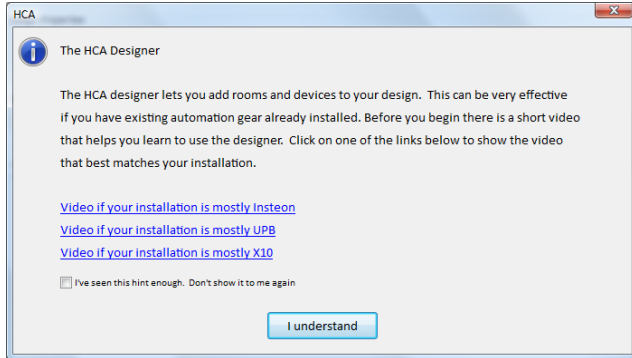 HCA
The HCA Designer
The HCA designer lets you add rooms and devices to your design.  This can be very effective
if you have existing automation gear already installed. Before you begin there is a short video
that helps you learn to use the designer.  Click on one of the links below to show the video
that best matches your installation.
Video if your installation is mostly Insteon
Video if your installation is mostly UPB
Video if your installation is mostly X10
I've seen this hint enough.  Don't show it to me again
I understand